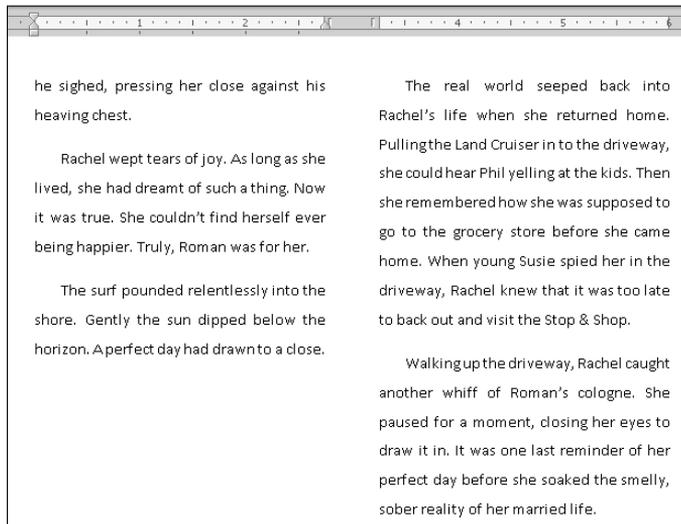 1 2 4 5 6
he sighed, pressing her close against his
heaving chest.
Rachel wept tears of joy. As long as she
lived, she had dreamt of such a thing. Now
it was true. She couldn't find herself ever
being happier. Truly, Roman was for her.
The surf pounded relentlessly into the
shore. Gently the sun dipped below the
horizon. A perfect day had drawn to a close.
The real world seeped back into
Rachel's life when she returned home.
Pulling the Land Cruiser in to the driveway,
she could hear Phil yelling at the kids. Then
she remembered how she was supposed to
go to the grocery store before she came
home. When young Susie spied her in the
driveway, Rachel knew that it was too late
to back out and visit the Stop & Shop.
Walking up the driveway, Rachel caught
another whiff of Roman's cologne. She
paused for a moment, closing her eyes to
draw it in. It was one last reminder of her
perfect day before she soaked the smelly,
sober reality of her married life.